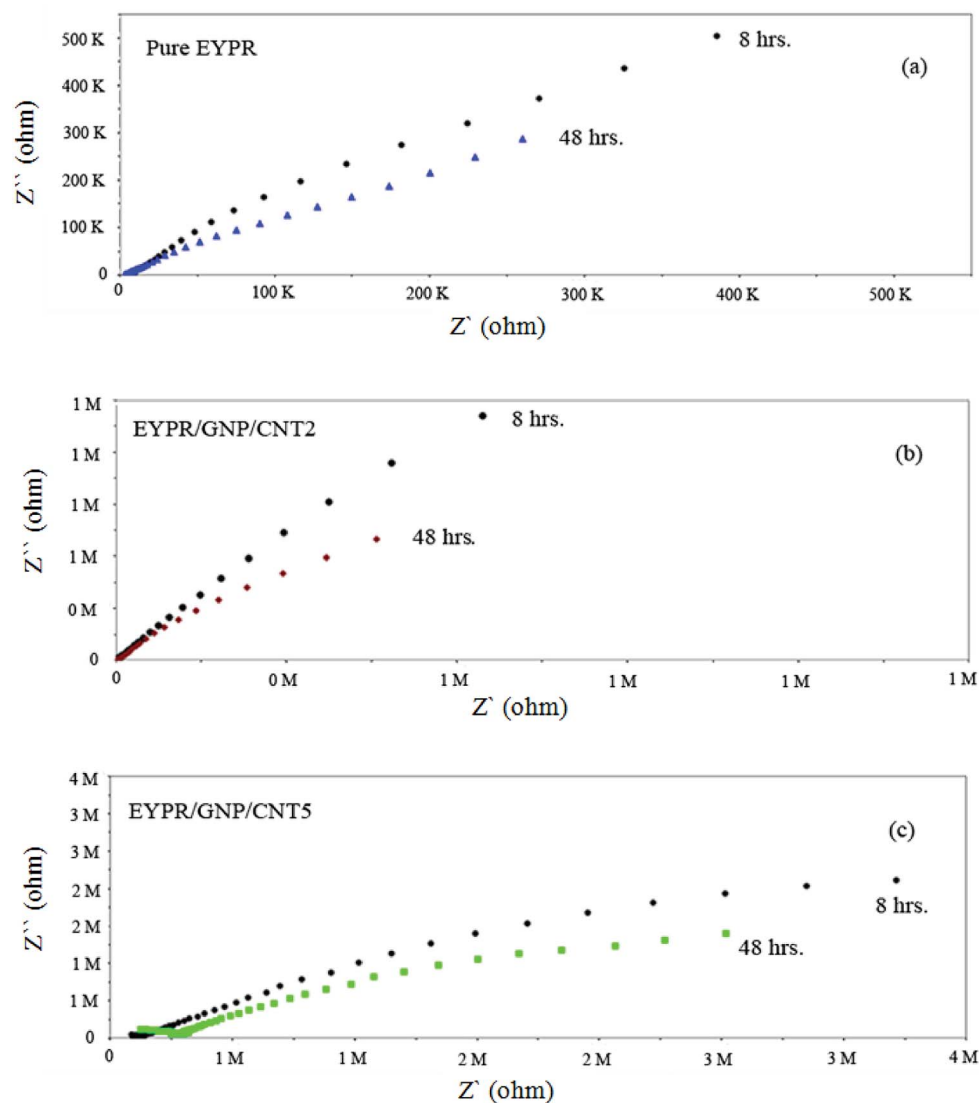 500 K
400 K
300 K
200 K
100 K
0
Z`` (ohm)
Pure EYPR
(a)
8 hrs.
48 hrs.
0
100 K
200 K
300 K
400 K
500 K
Z` (ohm)
1 M
1 M
1 M
1 M
0 M
0
Z`` (ohm)
EYPR/GNP/CNT2
(b)
8 hrs.
48 hrs.
0
0 M
1 M
1 M
1 M
1 M
Z` (ohm)
4 M
3 M
3 M
2 M
2 M
1 M
1 M
0
Z`` (ohm)
EYPR/GNP/CNT5
(c)
8 hrs.
48 hrs.
0
1 M
1 M
2 M
2 M
3 M
3 M
4 M
Z` (ohm)